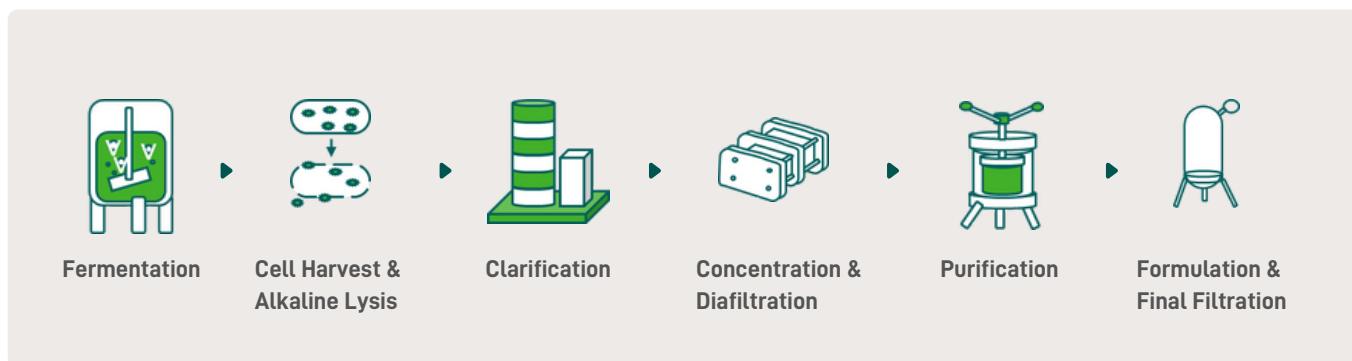 Fermentation
Cell Harvest &
Alkaline Lysis
Clarification
Concentration &
Diafiltration
Purification
Formulation &
Final Filtration